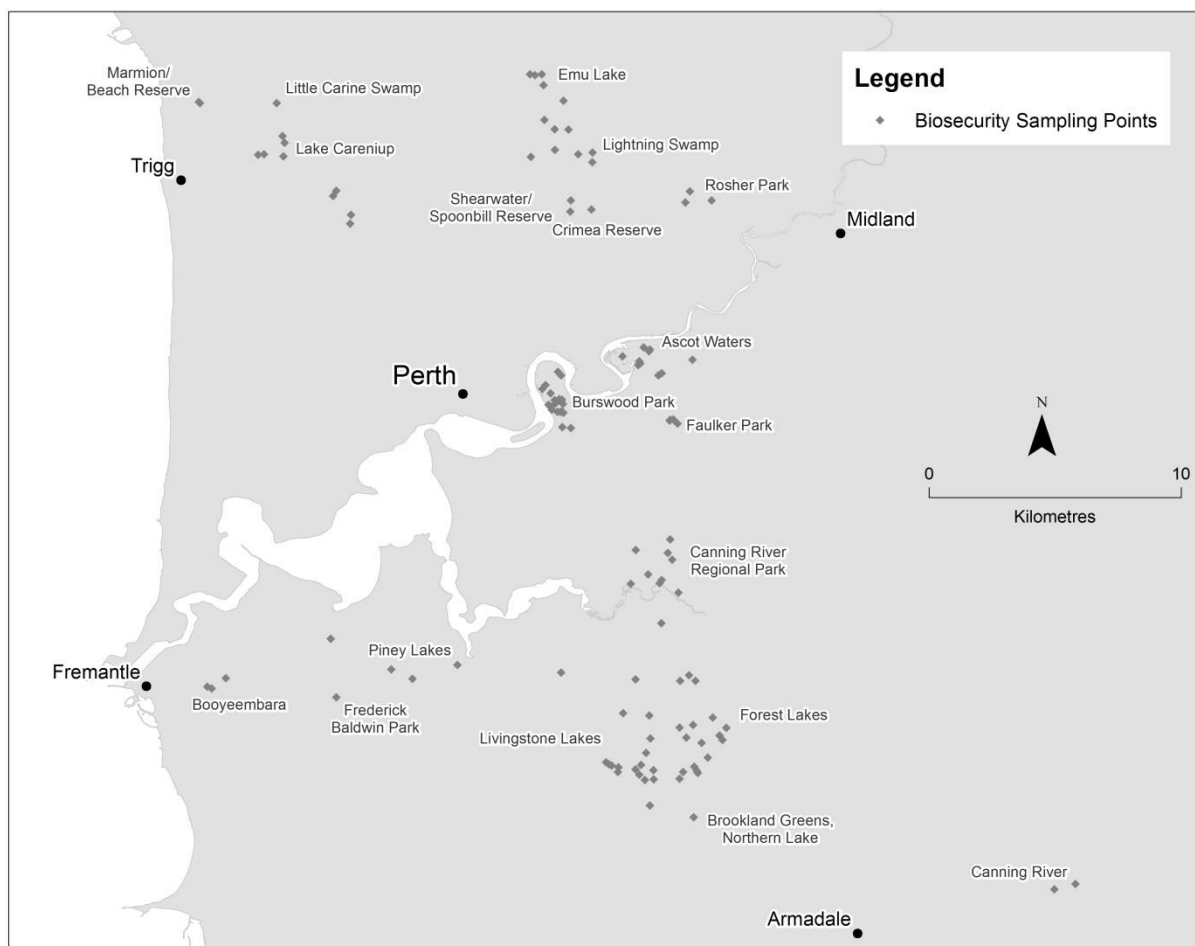 Marmion/
Beach Reserve
Little Carine Swamp
Emu Lake
Legend
Biosecurity Sampling Points
Lake Careniup
Lightning Swamp
Trigg
Shearwater/
Spoonbill Reserve
Rosher Park
Crimea Reserve
Midland
Ascot Waters
Perth
Burswood Park
Faulker Park
N
0
10
Kilometres
Canning River
Regional Park
Piney Lakes
Fremantle
Booyeembara
Frederick
Baldwin Park
Forest Lakes
Livingstone Lakes
Brookland Greens,
Northern Lake
Canning River
Armadale